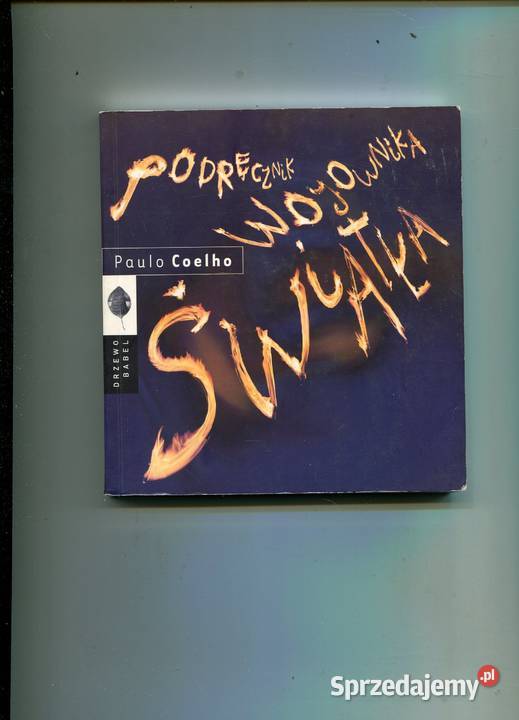 PODRĘCZNIK
WOJOWNIKA
ŚWIATŁA
Paulo Coelho
DRZEWO
BABEL
Sprzedajemy.pl